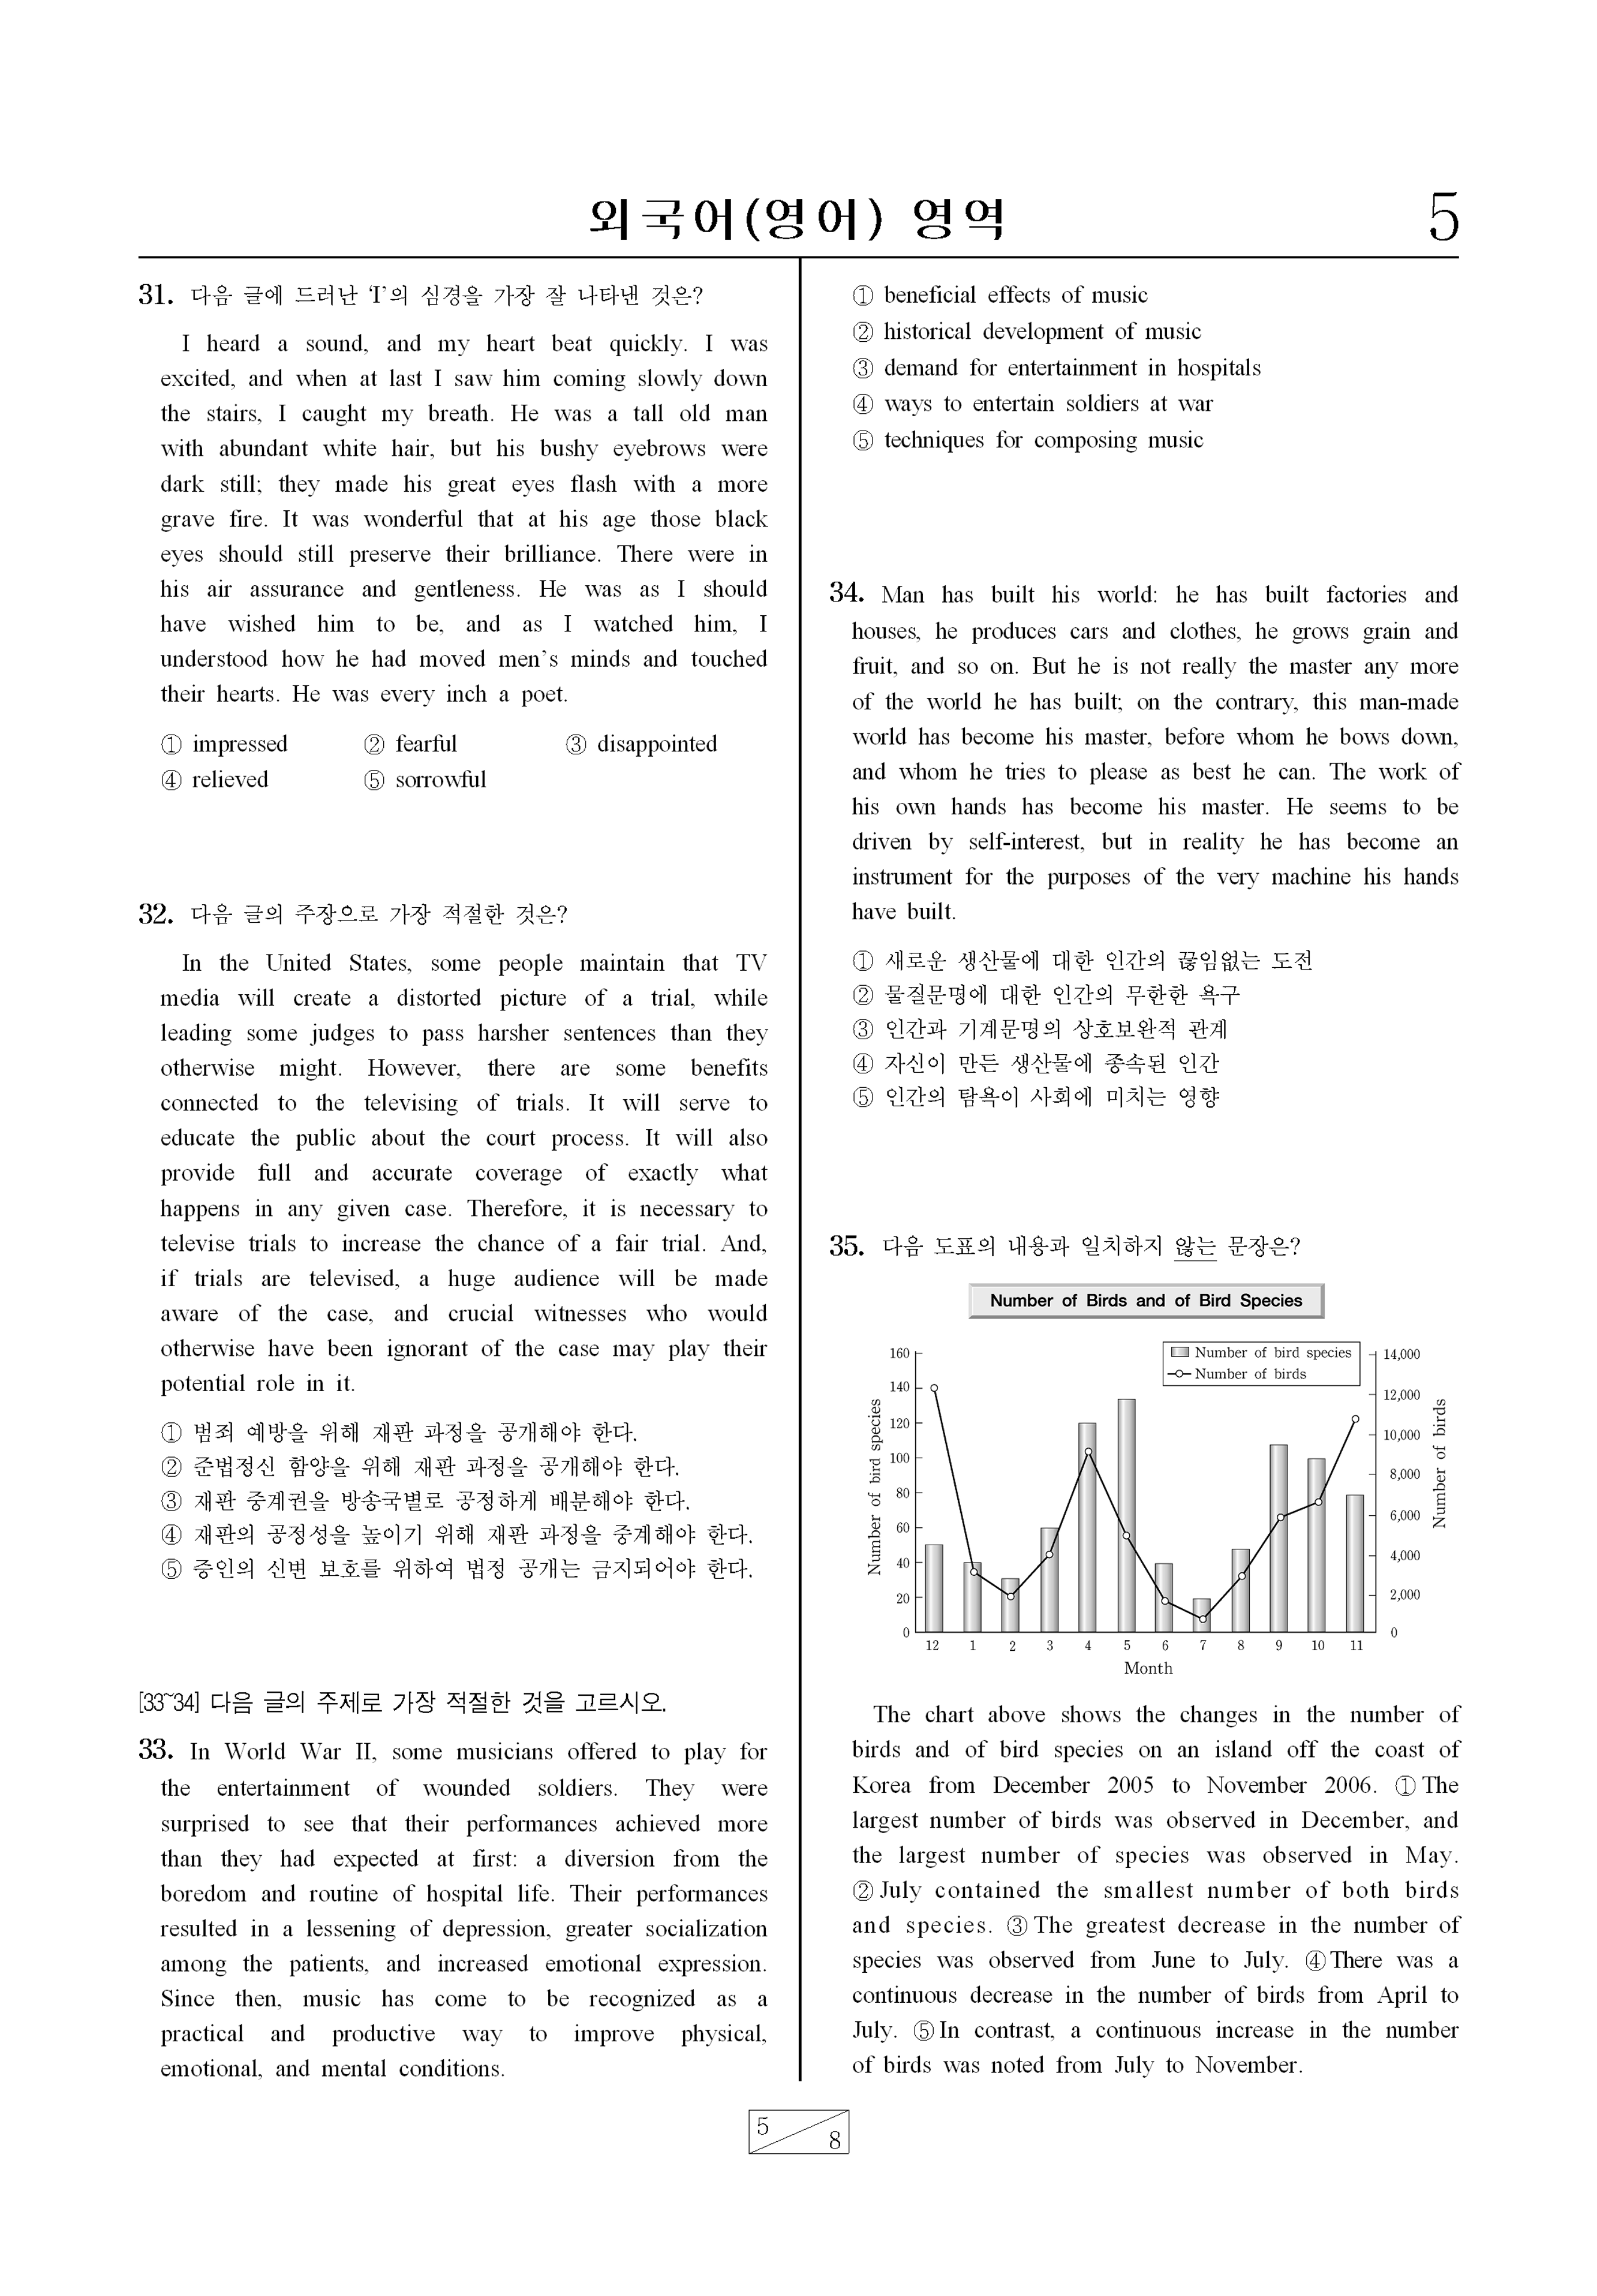 외국어(영어) 영역
5
31. 다음 글에 드러난 ‘I’의 심경을 가장 잘 나타낸 것은?
I heard a sound, and my heart beat quickly. I was
excited, and when at last I saw him coming slowly down
the stairs, I caught my breath. He was a tall old man
with abundant white hair, but his bushy eyebrows were
dark still; they made his great eyes flash with a more
grave fire. It was wonderful that at his age those black
eyes should still preserve their brilliance. There were in
his air assurance and gentleness. He was as I should
have wished him to be, and as I watched him, I
understood how he had moved men’s minds and touched
their hearts. He was every inch a poet.
① impressed ② fearful ③ disappointed
④ relieved ⑤ sorrowful
32. 다음 글의 주장으로 가장 적절한 것은?
In the United States, some people maintain that TV
media will create a distorted picture of a trial, while
leading some judges to pass harsher sentences than they
otherwise might. However, there are some benefits
connected to the televising of trials. It will serve to
educate the public about the court process. It will also
provide full and accurate coverage of exactly what
happens in any given case. Therefore, it is necessary to
televise trials to increase the chance of a fair trial. And,
if trials are televised, a huge audience will be made
aware of the case, and crucial witnesses who would
otherwise have been ignorant of the case may play their
potential role in it.
① 범죄 예방을 위해 재판 과정을 공개해야 한다.
② 준법정신 함양을 위해 재판 과정을 공개해야 한다.
③ 재판 중계권을 방송국별로 공정하게 배분해야 한다.
④ 재판의 공정성을 높이기 위해 재판 과정을 중계해야 한다.
⑤ 증인의 신변 보호를 위하여 법정 공개는 금지되어야 한다.
[33~34] 다음 글의 주제로 가장 적절한 것을 고르시오.
33. In World War II, some musicians offered to play for
the entertainment of wounded soldiers. They were
surprised to see that their performances achieved more
than they had expected at first: a diversion from the
boredom and routine of hospital life. Their performances
resulted in a lessening of depression, greater socialization
among the patients, and increased emotional expression.
Since then, music has come to be recognized as a
practical and productive way to improve physical,
emotional, and mental conditions.
① beneficial effects of music
② historical development of music
③ demand for entertainment in hospitals
④ ways to entertain soldiers at war
⑤ techniques for composing music
34. Man has built his world: he has built factories and
houses, he produces cars and clothes, he grows grain and
fruit, and so on. But he is not really the master any more
of the world he has built; on the contrary, this man-made
world has become his master, before whom he bows down,
and whom he tries to please as best he can. The work of
his own hands has become his master. He seems to be
driven by self-interest, but in reality he has become an
instrument for the purposes of the very machine his hands
have built.
① 새로운 생산물에 대한 인간의 끊임없는 도전
② 물질문명에 대한 인간의 무한한 욕구
③ 인간과 기계문명의 상호보완적 관계
④ 자신이 만든 생산물에 종속된 인간
⑤ 인간의 탐욕이 사회에 미치는 영향
35. 다음 도표의 내용과 일치하지 않는 문장은?
Number of Birds and of Bird Species
Number of bird species
Number of birds
Number of bird species
160
140
120
100
80
60
40
20
0
14,000
12,000
10,000
8,000
6,000
4,000
2,000
0
Number of birds
12 1 2 3 4 5 6 7 8 9 10 11
Month
The chart above shows the changes in the number of
birds and of bird species on an island off the coast of
Korea from December 2005 to November 2006. ① The
largest number of birds was observed in December, and
the largest number of species was observed in May.
② July contained the smallest number of both birds
and species. ③ The greatest decrease in the number of
species was observed from June to July. ④ There was a
continuous decrease in the number of birds from April to
July. ⑤ In contrast, a continuous increase in the number
of birds was noted from July to November.
5
8